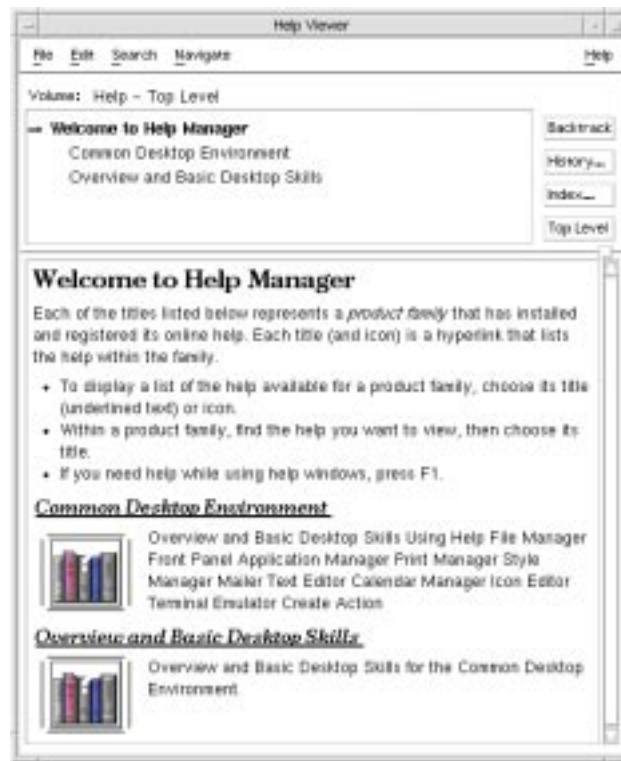 Help Viewer
File Edit Search Navigate Help
Volume: Help - Top Level
Welcome to Help Manager
Common Desktop Environment
Overview and Basic Desktop Skills
Backtrack
History...
Index...
Top Level
Welcome to Help Manager
Each of the titles listed below represents a product family that has installed
and registered its online help. Each title (and icon) is a hyperlink that lists
the help within the family.
• To display a list of the help available for a product family, choose its title
(underlined text) or icon.
• Within a product family, find the help you want to view, then choose its
title.
• If you need help while using help windows, press F1.
Common Desktop Environment
Overview and Basic Desktop Skills Using Help File Manager
Front Panel Application Manager Print Manager Style
Manager Mailer Text Editor Calendar Manager Icon Editor
Terminal Emulator Create Action
Overview and Basic Desktop Skills
Overview and Basic Desktop Skills for the Common Desktop
Environment